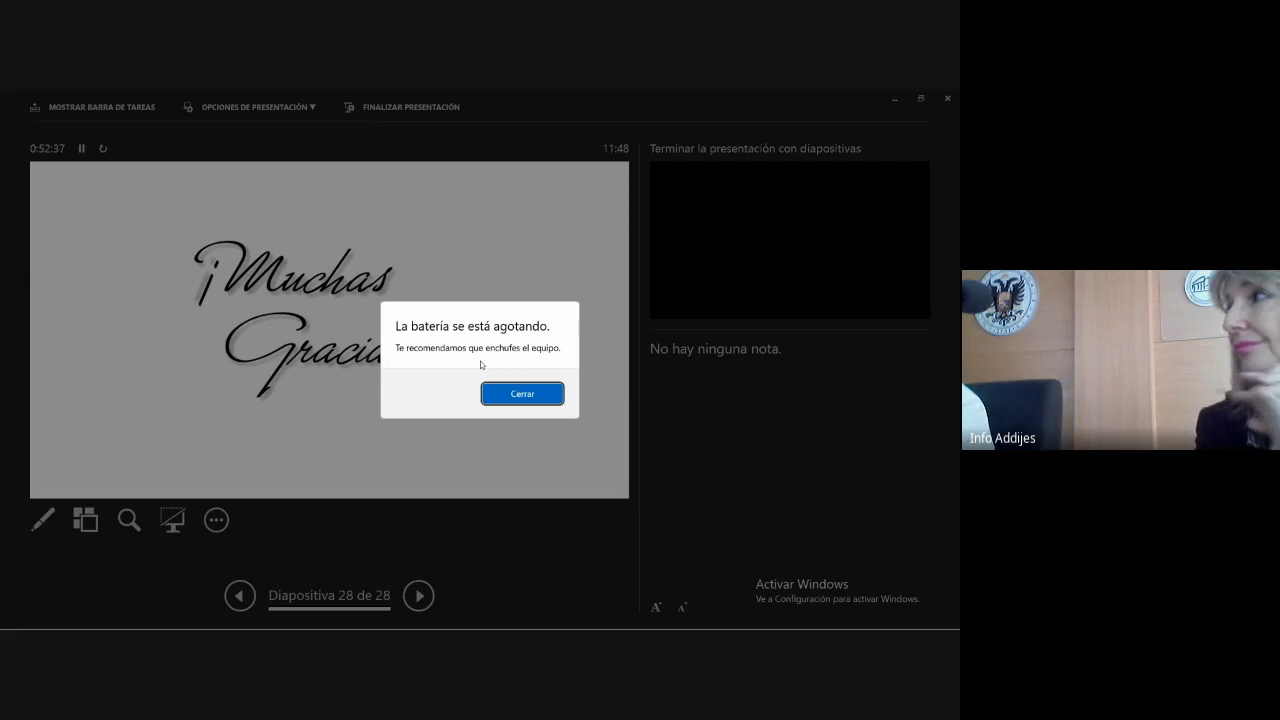 MOSTRAR BARRA DE TAREAS
OPCIONES DE PRESENTACIÓN ▼
FINALIZAR PRESENTACIÓN
0:52:37
11:48
Terminar la presentación con diapositivas
¡Muchas
Gracia
La batería se está agotando.
Te recomendamos que enchufes el equipo.
Cerrar
No hay ninguna nota.
Info Addijes
Diapositiva 28 de 28
A
A
Activar Windows
Ve a Configuración para activar Windows.